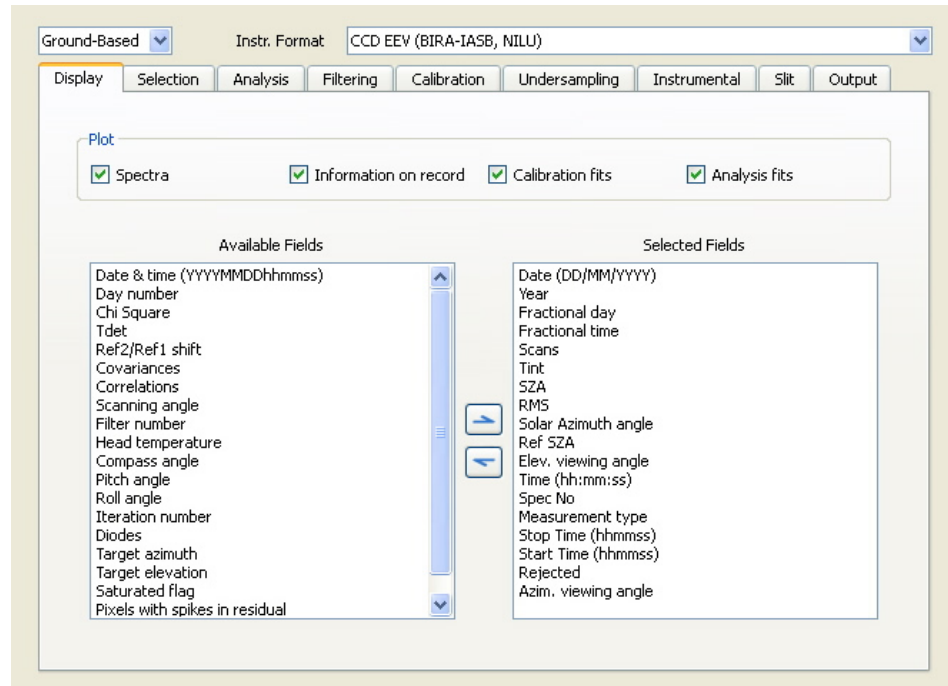 Ground-Based Instr. Format CCD EEV (BIRA-IASB, NILU)
Display Selection Analysis Filtering Calibration Undersampling Instrumental Slit Output
Plot
Spectra Information on record Calibration fits Analysis fits
Available Fields
Date & time (YYYYMMDDhhmmss)
Day number
Chi Square
Tdet
Ref2/Ref1 shift
Covariances
Correlations
Scanning angle
Filter number
Head temperature
Compass angle
Pitch angle
Roll angle
Iteration number
Diodes
Target azimuth
Target elevation
Saturated flag
Pixels with spikes in residual
Selected Fields
Date (DD/MM/YYYY)
Year
Fractional day
Fractional time
Scans
Tint
SZA
RMS
Solar Azimuth angle
Ref SZA
Elev. viewing angle
Time (hh:mm:ss)
Spec No
Measurement type
Stop Time (hhmmss)
Start Time (hhmmss)
Rejected
Azim. viewing angle